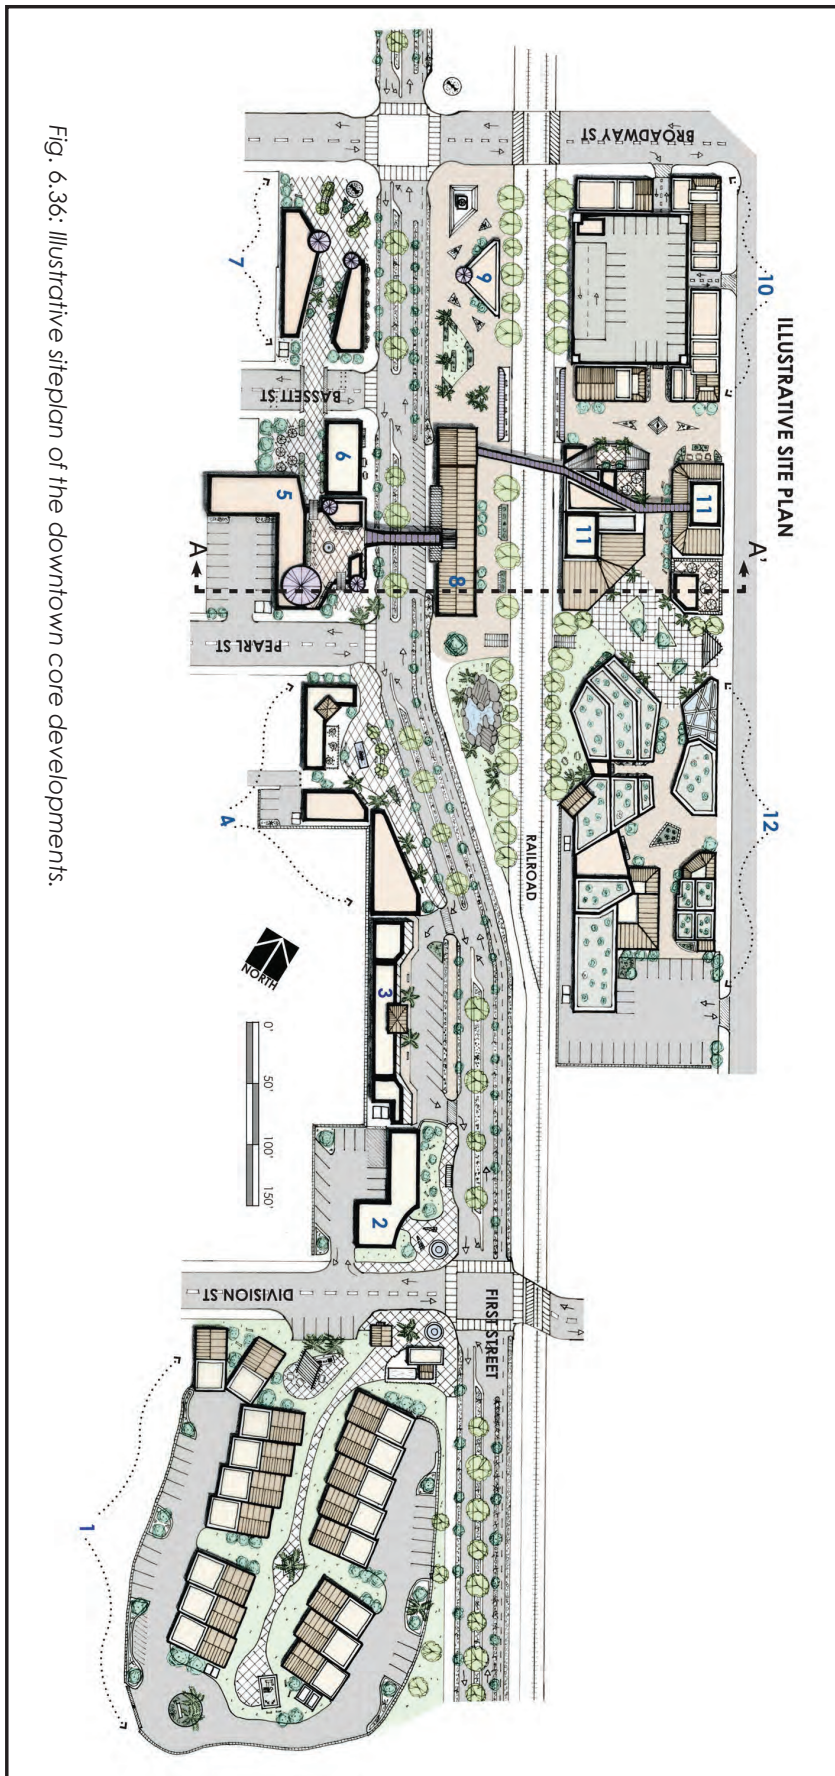 ILLUSTRATIVE SITE PLAN
BROADWAY ST
10
11
11
12
A'
RAILROAD
9
8
7
BASSETT ST
6
5
A
PEARL ST
4
3
2
NORTH
0' 50' 100' 150'
DIVISION ST
FIRST STREET
1
Fig. 6.36: Illustrative siteplan of the downtown core developments.